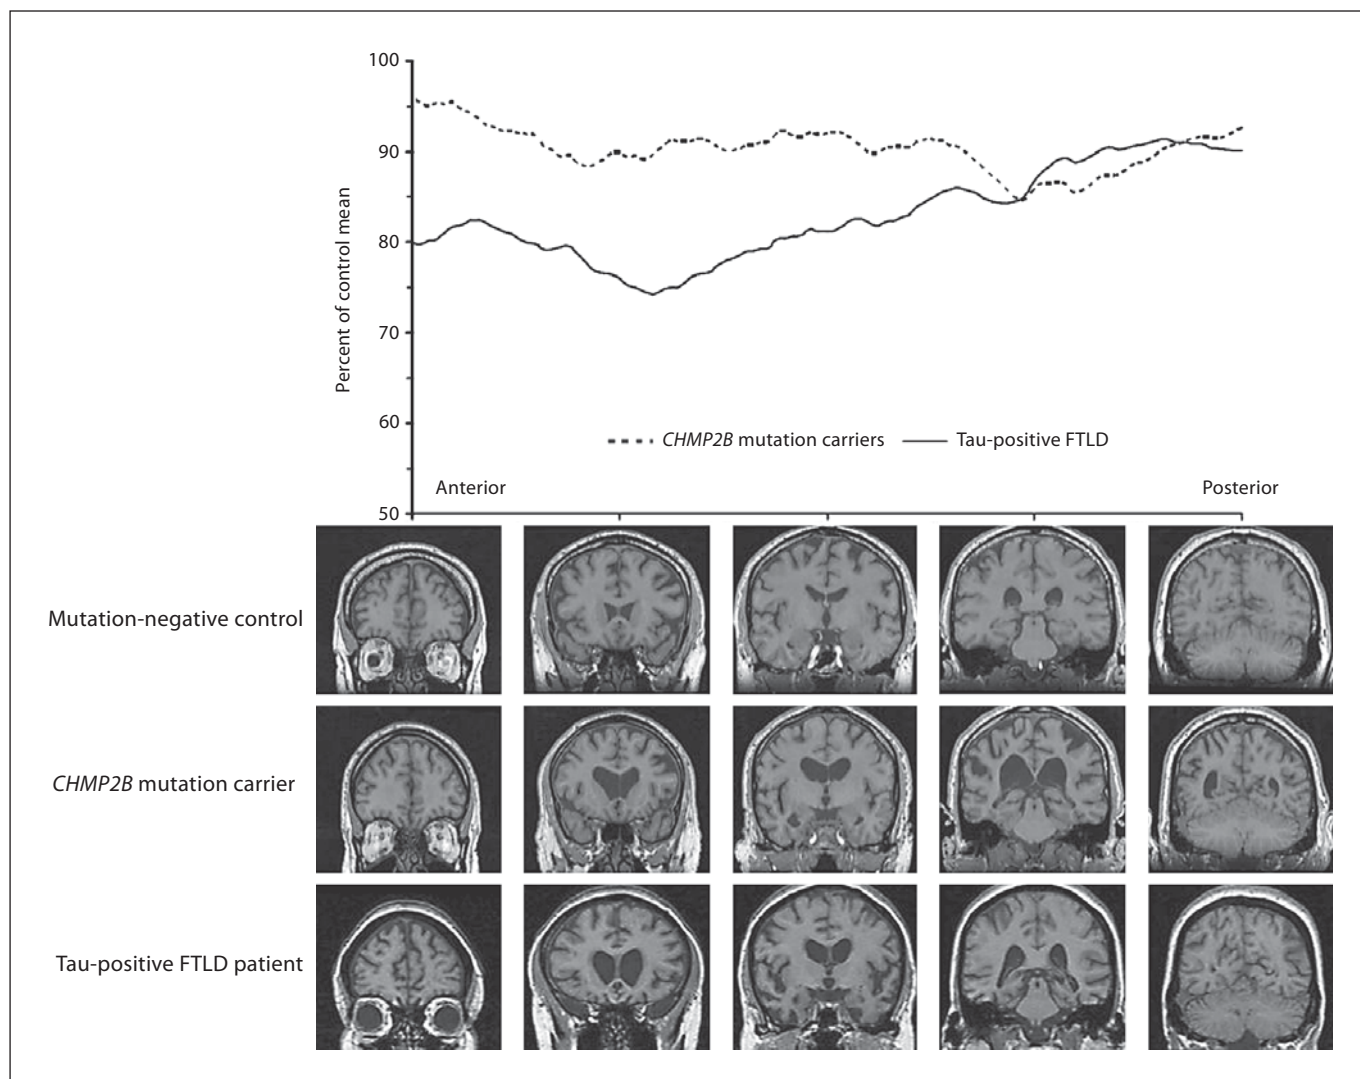 100
90
80
70
60
50
Percent of control mean
CHMP2B mutation carriers
Tau-positive FTLD
Anterior
Posterior
Mutation-negative control
CHMP2B mutation carrier
Tau-positive FTLD patient